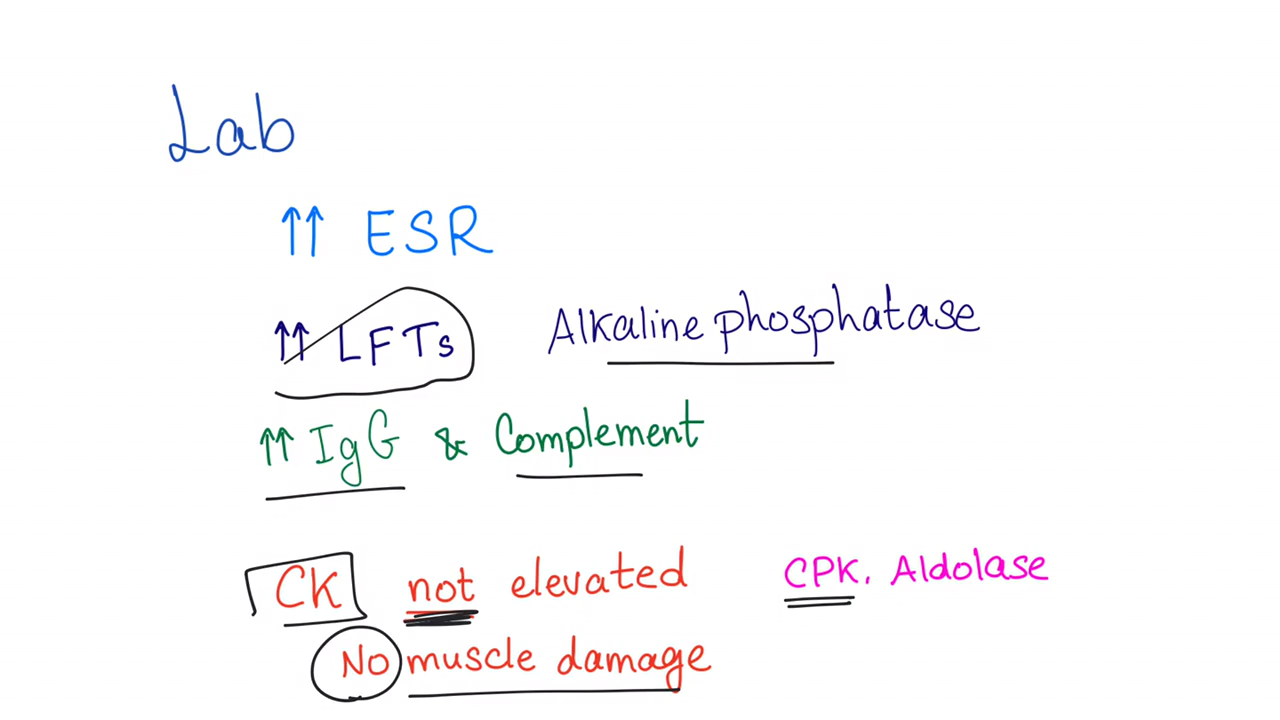 Lab
↑↑ ESR
↑↑ LFTs Alkaline phosphatase
↑↑ IgG & Complement
CK not elevated CPK, Aldolase
No muscle damage